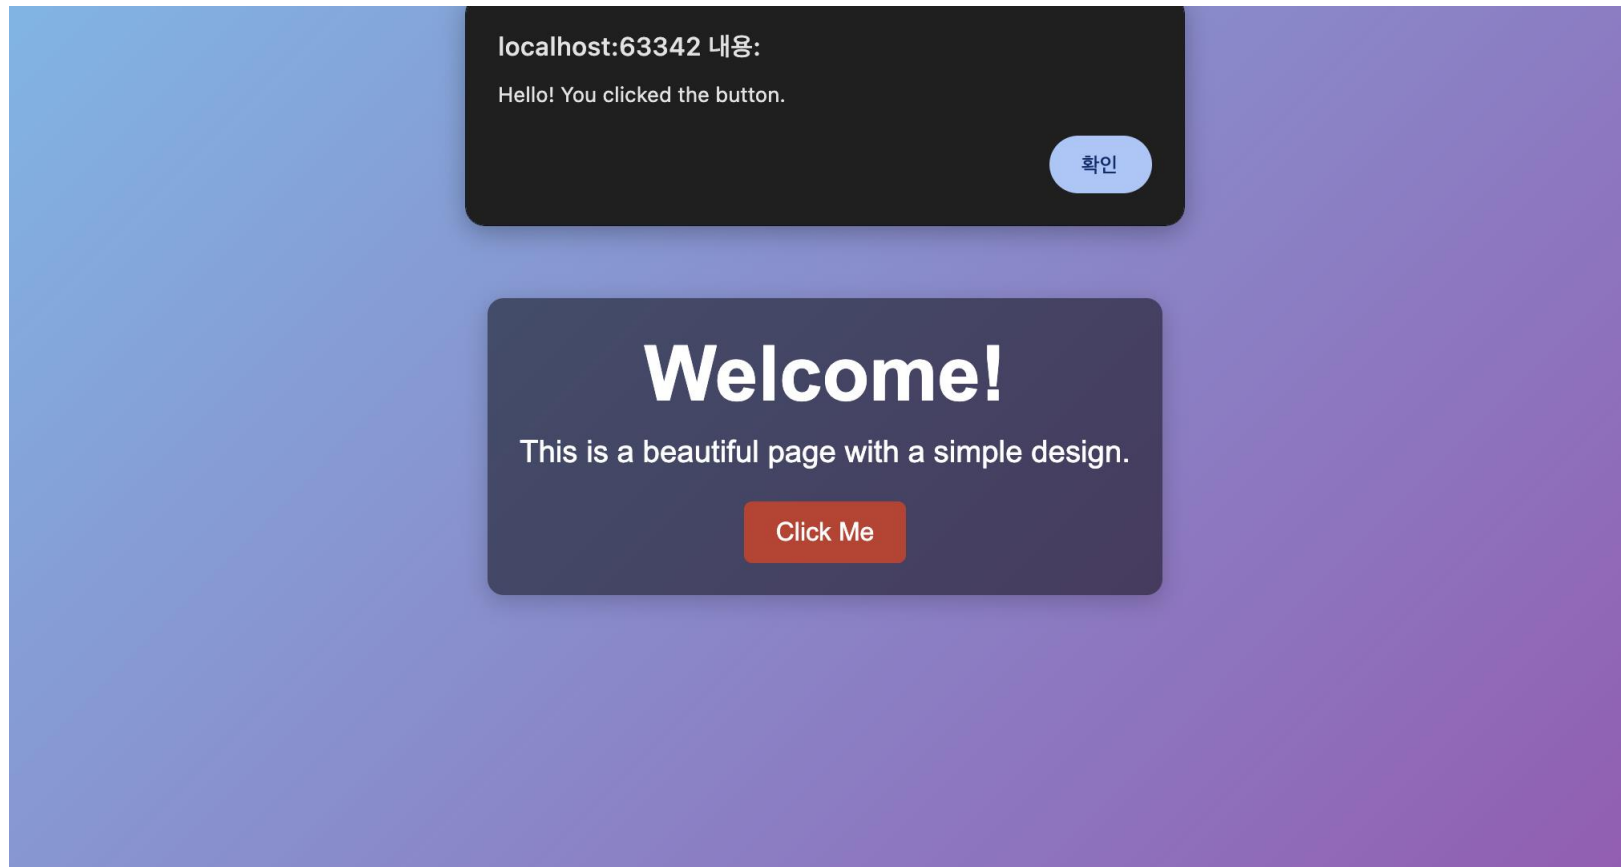 localhost:63342 내용:
Hello! You clicked the button.
확인
Welcome!
This is a beautiful page with a simple design.
Click Me